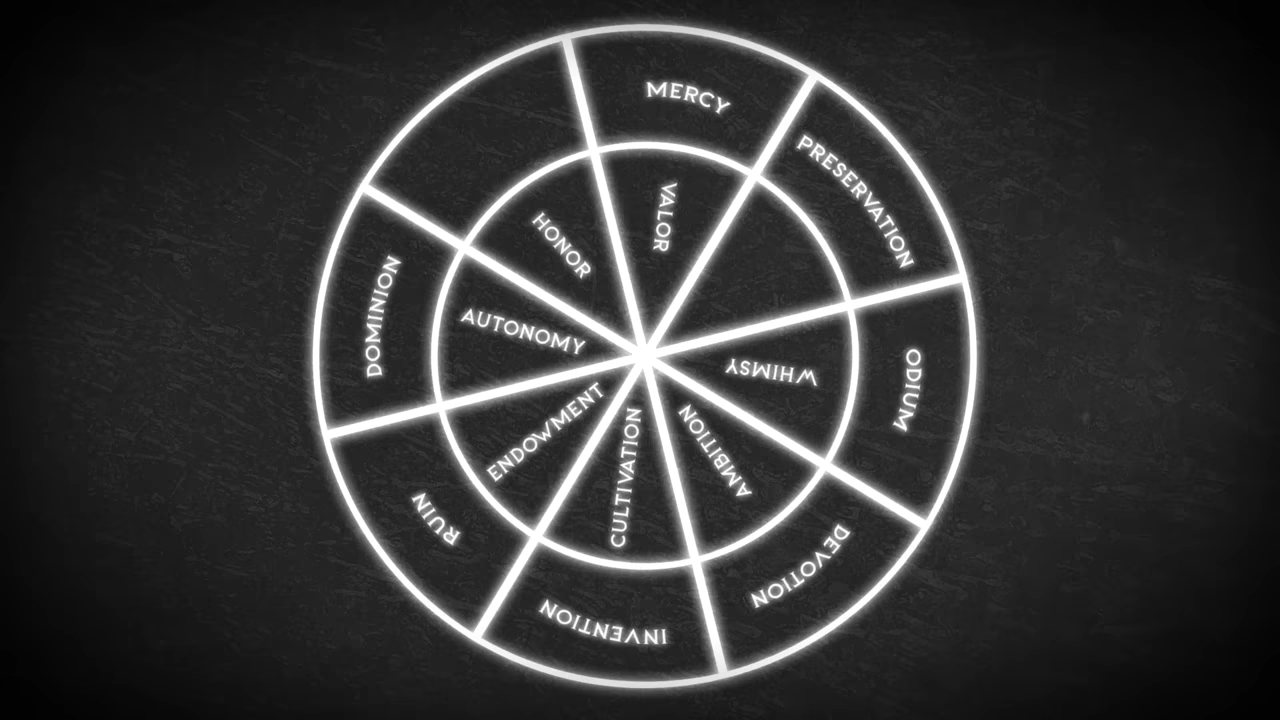 MERCY
PRESERVATION
ODIUM
DEVOTION
INVENTION
RUIN
DOMINION
VALOR
WHIMSY
AMBITION
CULTIVATION
ENDOWMENT
AUTONOMY
HONOR